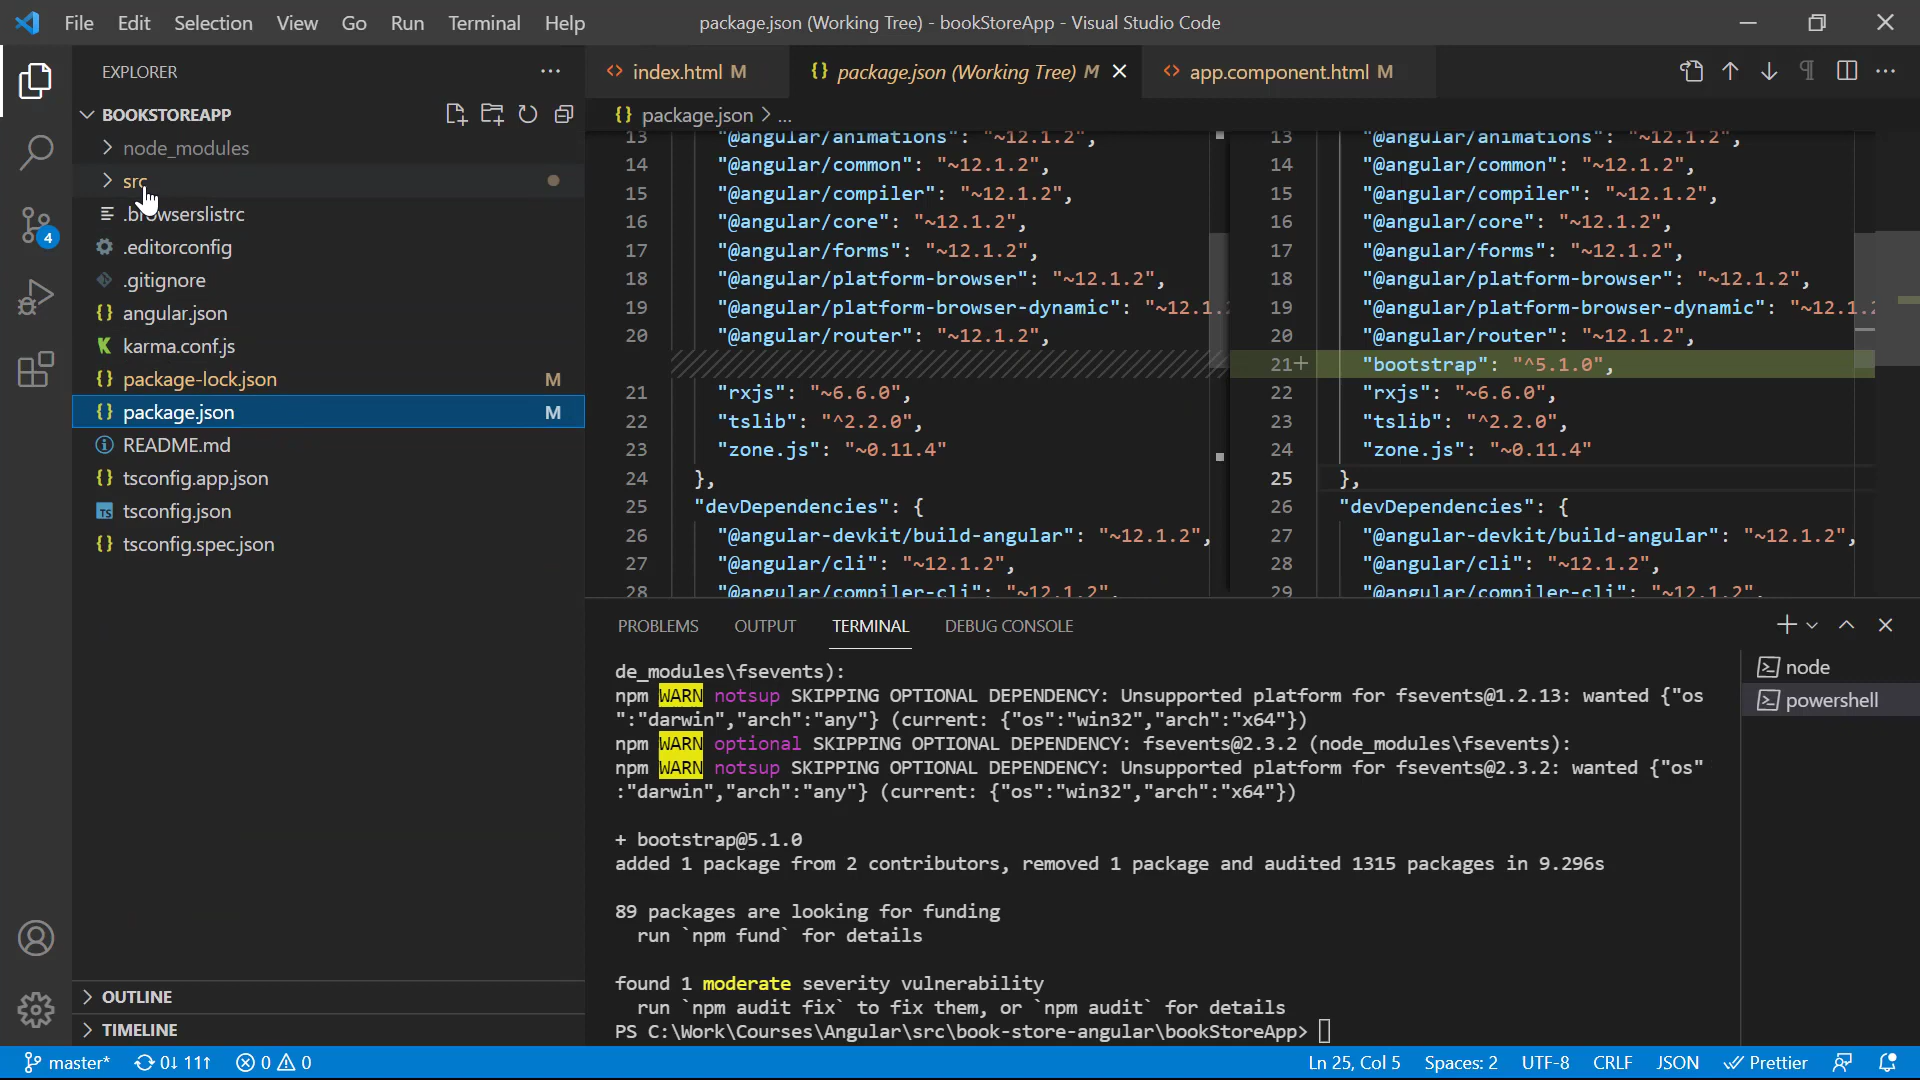 File Edit Selection View Go Run Terminal Help
package.json (Working Tree) - bookStoreApp - Visual Studio Code
EXPLORER
BOOKSTOREAPP
node_modules
src
.browserslistrc
.editorconfig
.gitignore
angular.json
karma.conf.js
package-lock.json M
package.json M
README.md
tsconfig.app.json
TS tsconfig.json
tsconfig.spec.json
OUTLINE
TIMELINE
4
index.html M
package.json (Working Tree) M
app.component.html M
package.json > ...
13 "@angular/animations": "~12.1.2",
14 "@angular/common": "~12.1.2",
15 "@angular/compiler": "~12.1.2",
16 "@angular/core": "~12.1.2",
17 "@angular/forms": "~12.1.2",
18 "@angular/platform-browser": "~12.1.2",
19 "@angular/platform-browser-dynamic": "~12.1.
20 "@angular/router": "~12.1.2",
21 "rxjs": "~6.6.0",
22 "tslib": "^2.2.0",
23 "zone.js": "~0.11.4"
24 },
25 "devDependencies": {
26 "@angular-devkit/build-angular": "~12.1.2",
27 "@angular/cli": "~12.1.2",
28 "@angular/compiler-cli": "~12.1.2",
13 "@angular/animations": "~12.1.2",
14 "@angular/common": "~12.1.2",
15 "@angular/compiler": "~12.1.2",
16 "@angular/core": "~12.1.2",
17 "@angular/forms": "~12.1.2",
18 "@angular/platform-browser": "~12.1.2",
19 "@angular/platform-browser-dynamic": "~12.1.2
20 "@angular/router": "~12.1.2",
21+ "bootstrap": "^5.1.0",
22 "rxjs": "~6.6.0",
23 "tslib": "^2.2.0",
24 "zone.js": "~0.11.4"
25 },
26 "devDependencies": {
27 "@angular-devkit/build-angular": "~12.1.2",
28 "@angular/cli": "~12.1.2",
29 "@angular/compiler-cli": "~12.1.2",
PROBLEMS OUTPUT TERMINAL DEBUG CONSOLE
de_modules\fsevents):
npm WARN notsup SKIPPING OPTIONAL DEPENDENCY: Unsupported platform for fsevents@1.2.13: wanted {"os
":"darwin","arch":"any"} (current: {"os":"win32","arch":"x64"})
npm WARN optional SKIPPING OPTIONAL DEPENDENCY: fsevents@2.3.2 (node_modules\fsevents):
npm WARN notsup SKIPPING OPTIONAL DEPENDENCY: Unsupported platform for fsevents@2.3.2: wanted {"os"
:"darwin","arch":"any"} (current: {"os":"win32","arch":"x64"})
+ bootstrap@5.1.0
added 1 package from 2 contributors, removed 1 package and audited 1315 packages in 9.296s
89 packages are looking for funding
run `npm fund` for details
found 1 moderate severity vulnerability
run `npm audit fix` to fix them, or `npm audit` for details
PS C:\Work\Courses\Angular\src\book-store-angular\bookStoreApp>
node
powershell
master* 0↓ 11↑ 0 0
Ln 25, Col 5 Spaces: 2 UTF-8 CRLF JSON Prettier